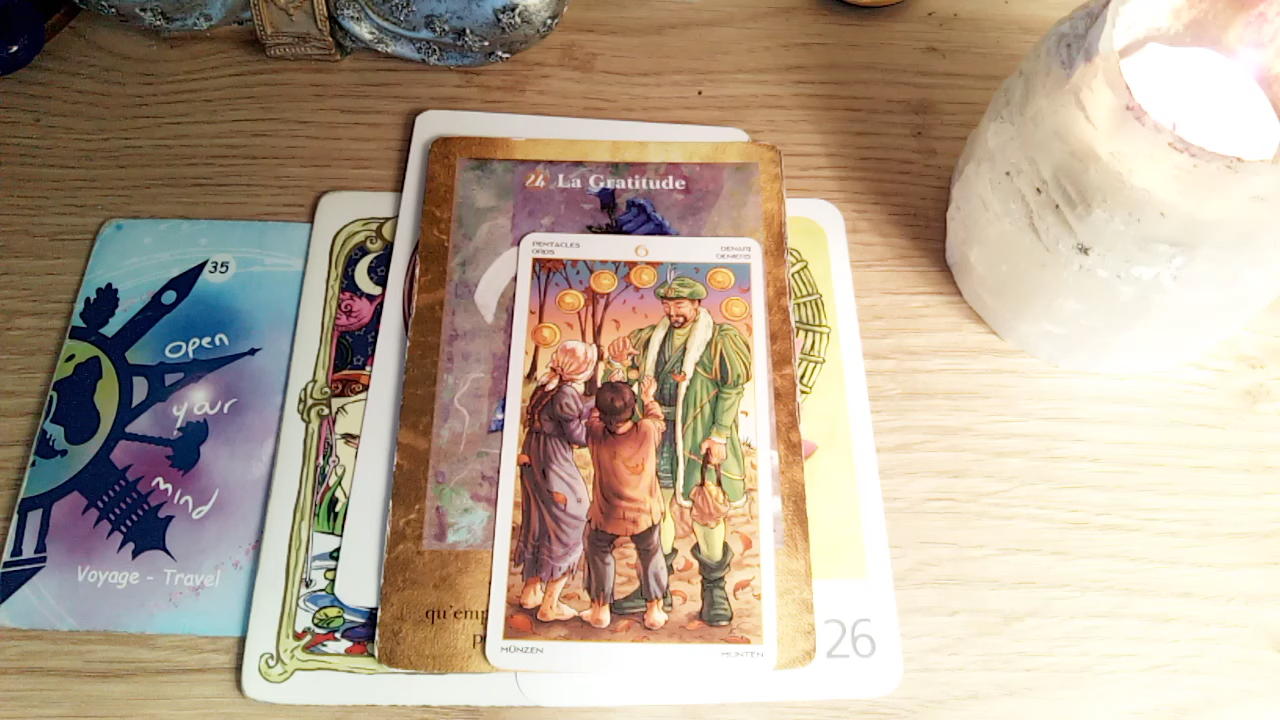 35
Open
your
mind
Voyage - Travel
24 La Gratitude
PENTACLES
OROS
6
DENARI
DENIERS
MÜNZEN
MUNTEN
26